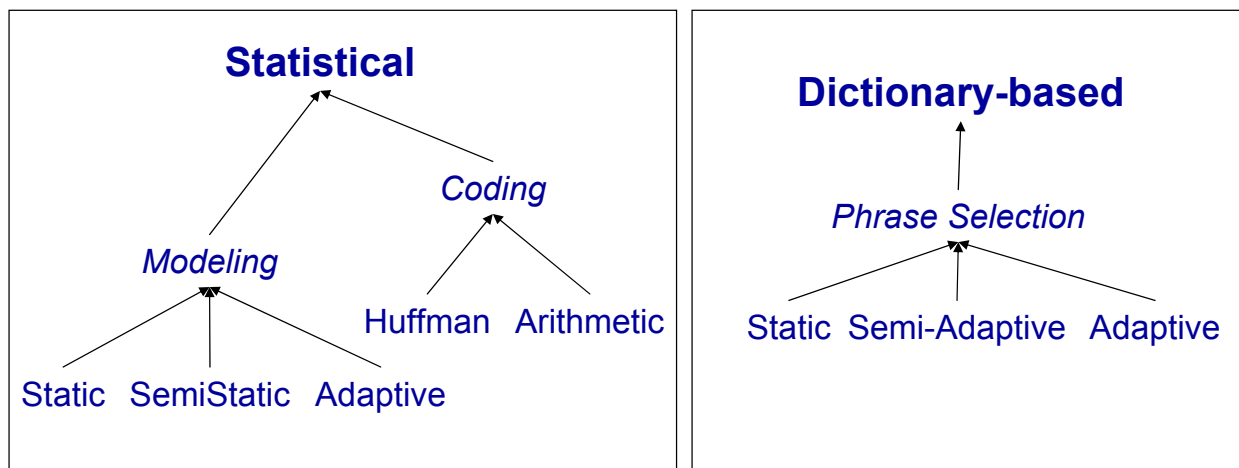 Statistical
Coding
Modeling
Huffman Arithmetic
Static SemiStatic Adaptive
Dictionary-based
Phrase Selection
Static Semi-Adaptive Adaptive